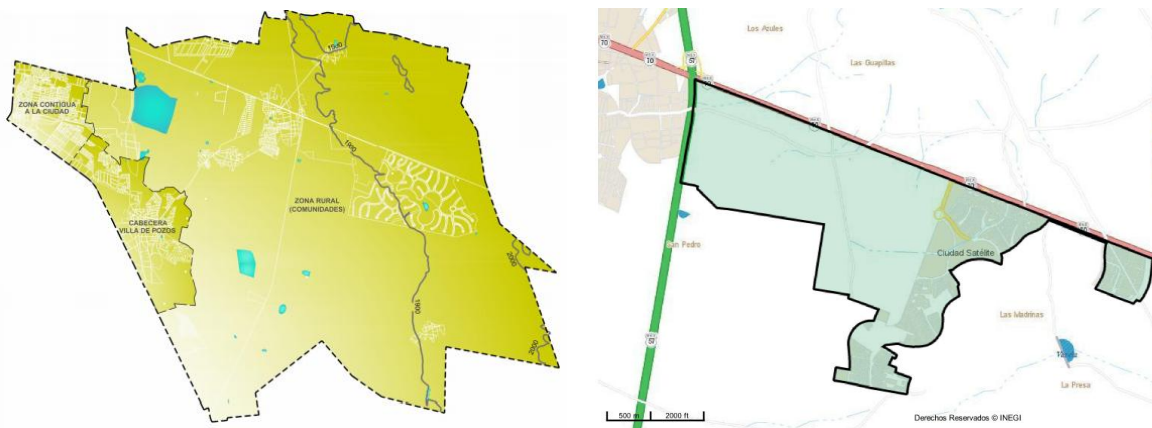 ZONA CONTIGUA
A LA CIUDAD
CABECERA
VILLA DE POZOS
ZONA RURAL
(COMUNIDADES)
1900
1900
1900
2000
2000
Los Azules
Las Guapillas
70
70
57
70
San Pedro
Ciudad Satélite
Las Madrinas
La Presa
57
500 m
2000 ft
Derechos Reservados © INEGI